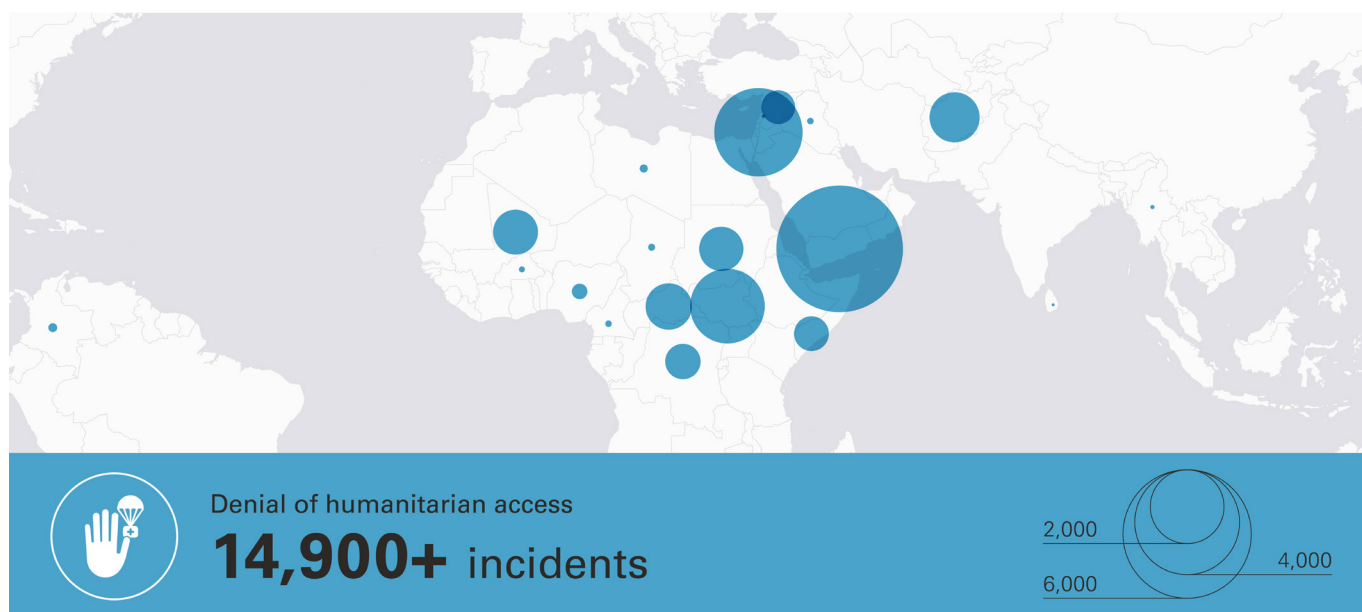 Denial of humanitarian access
14,900+ incidents
2,000
4,000
6,000